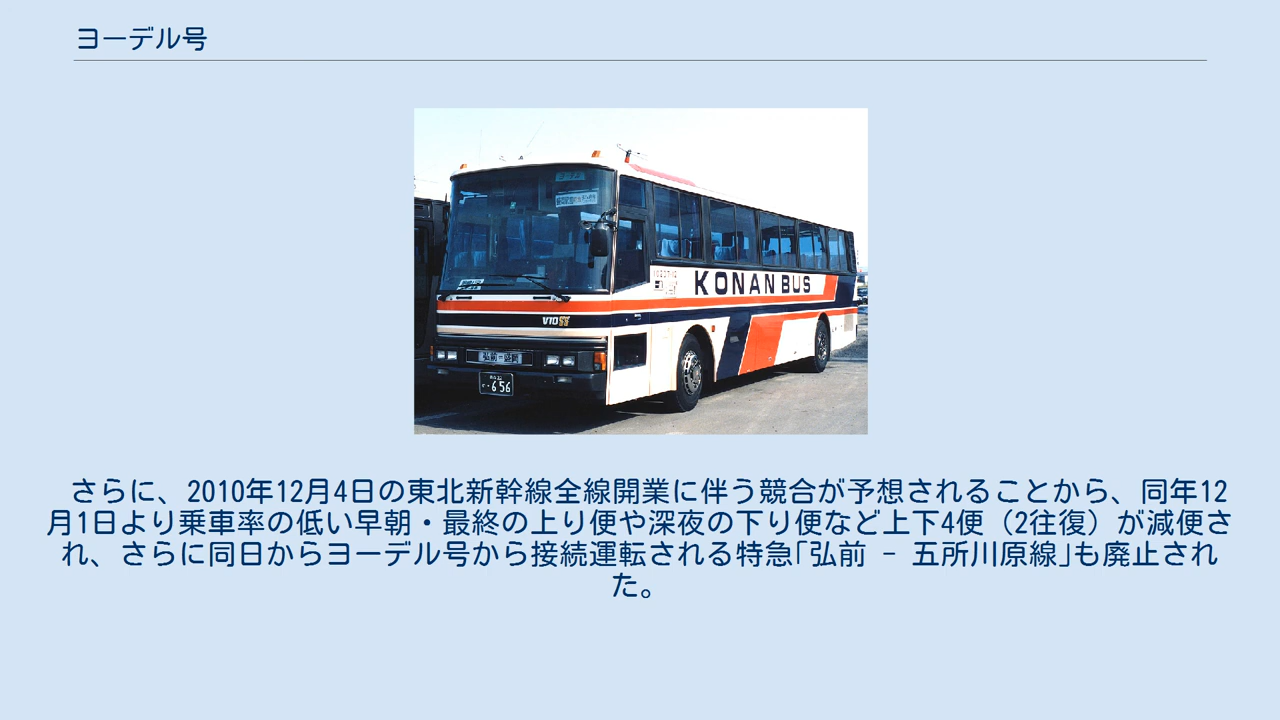 ヨーデル号
KONAN BUS
V10
656
さらに、2010年12月4日の東北新幹線全線開業に伴う競合が予想されることから、同年12
月1日より乗車率の低い早朝・最終の上り便や深夜の下り便など上下4便（2往復）が減便さ
れ、さらに同日からヨーデル号から接続運転される特急｢弘前 － 五所川原線｣も廃止され
た。